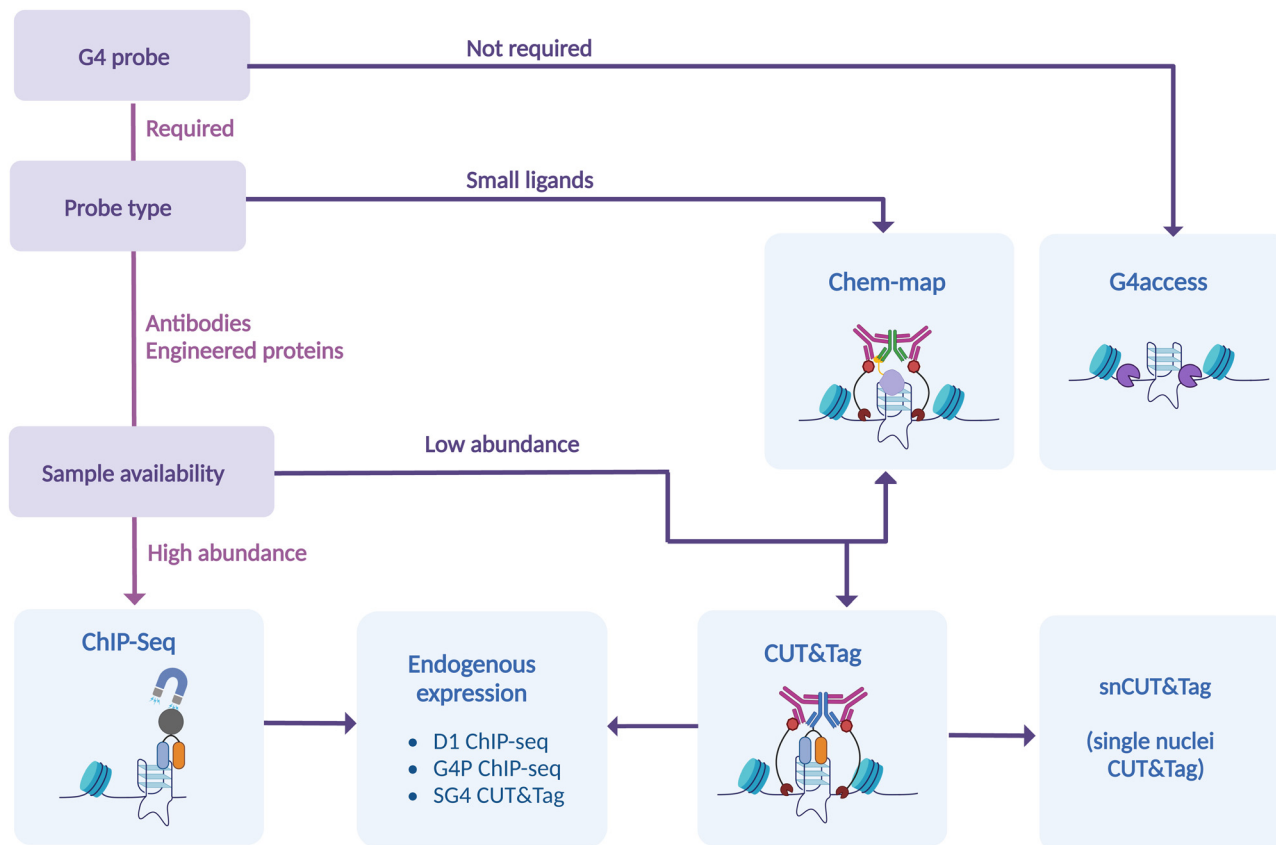 G4 probe
Not required
Required
Probe type
Small ligands
Antibodies
Engineered proteins
Chem-map
G4access
Sample availability
Low abundance
High abundance
ChIP-Seq
Endogenous
expression
• D1 ChIP-seq
• G4P ChIP-seq
• SG4 CUT&Tag
CUT&Tag
snCUT&Tag
(single nuclei
CUT&Tag)